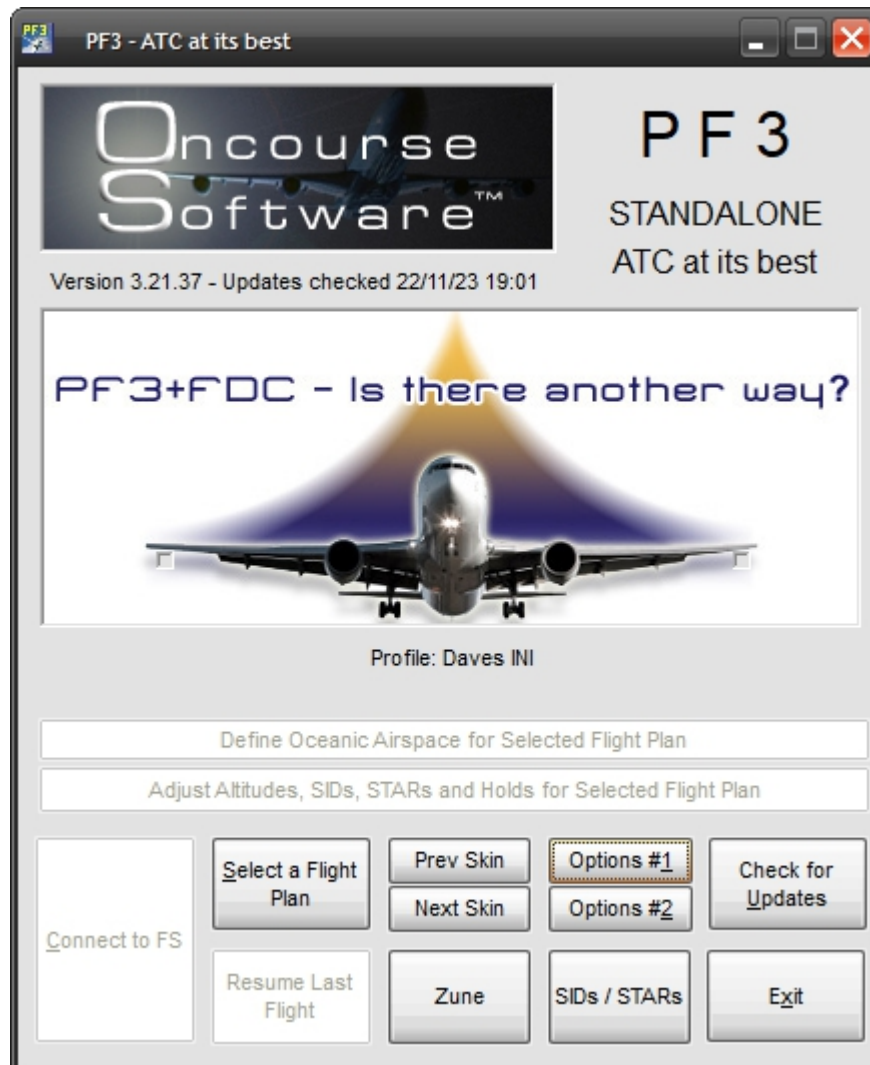 PF3
PF3 - ATC at its best
Oncourse
Software™
P F 3
STANDALONE
ATC at its best
Version 3.21.37 - Updates checked 22/11/23 19:01
PF3+FDC - Is there another way?
Profile: Daves INI
Define Oceanic Airspace for Selected Flight Plan
Adjust Altitudes, SIDs, STARs and Holds for Selected Flight Plan
Connect to FS
Select a Flight
Plan
Prev Skin
Next Skin
Options #1
Options #2
Check for
Updates
Resume Last
Flight
Zune
SIDs / STARs
Exit